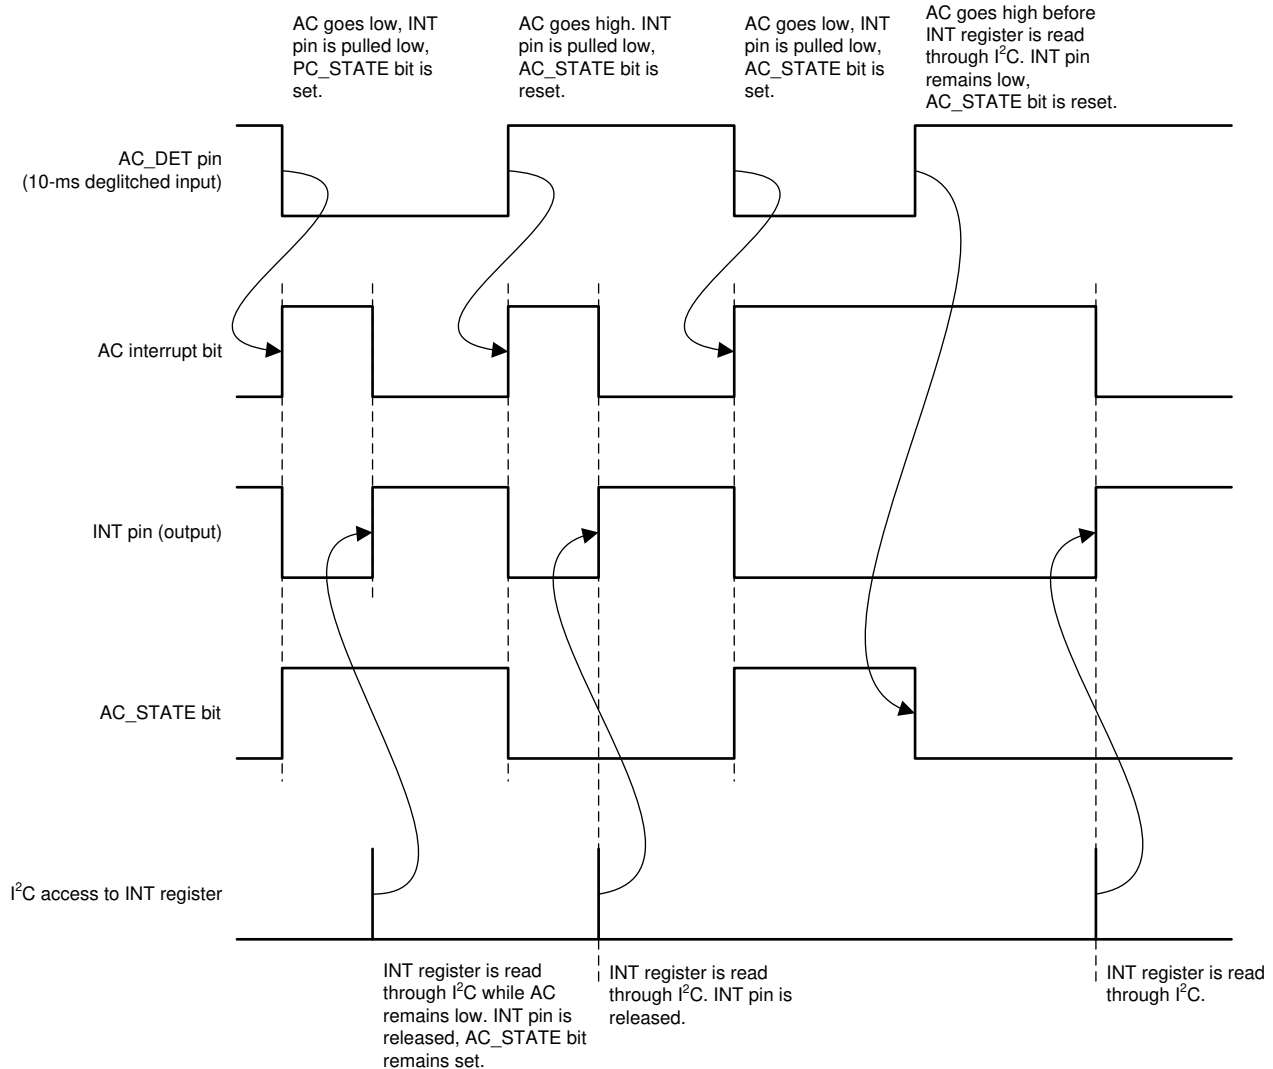 AC goes low, INT
pin is pulled low,
PC_STATE bit is
set.
AC goes high. INT
pin is pulled low,
AC_STATE bit is
reset.
AC goes low, INT
pin is pulled low,
AC_STATE bit is
set.
AC goes high before
INT register is read
through I²C. INT pin
remains low,
AC_STATE bit is reset.
AC_DET pin
(10-ms deglitched input)
AC interrupt bit
INT pin (output)
AC_STATE bit
I²C access to INT register
INT register is read
through I²C while AC
remains low. INT pin is
released, AC_STATE bit
remains set.
INT register is read
through I²C. INT pin is
released.
INT register is read
through I²C.